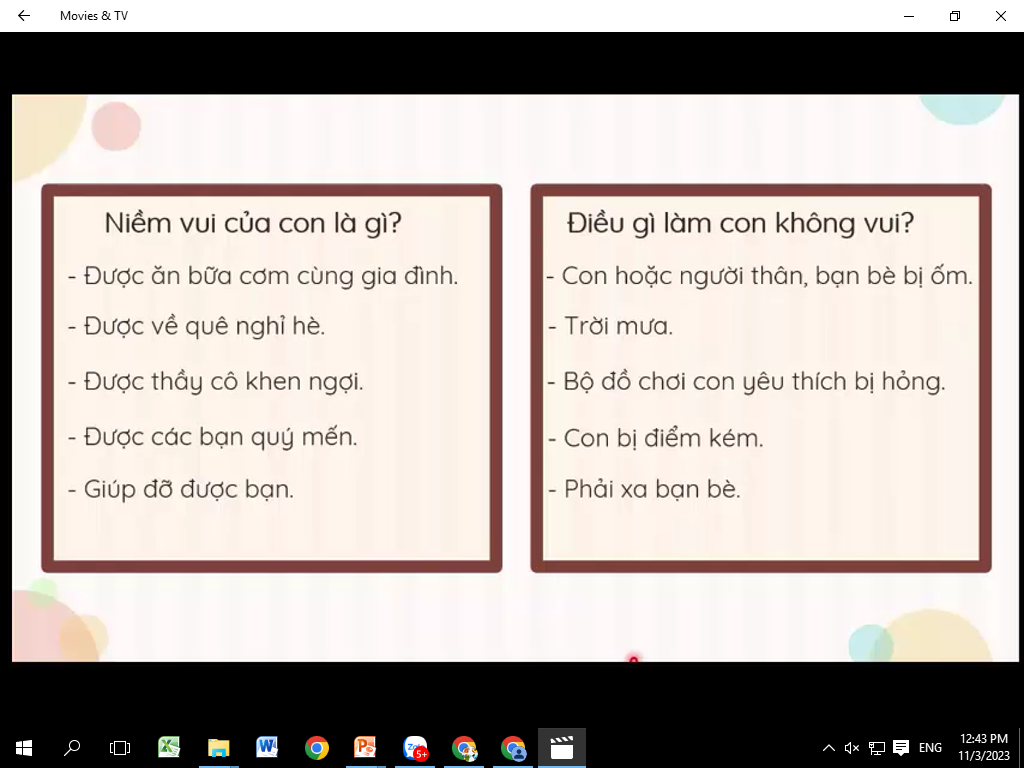 Movies & TV
Niềm vui của con là gì?
- Được ăn bữa cơm cùng gia đình.
- Được về quê nghỉ hè.
- Được thầy cô khen ngợi.
- Được các bạn quý mến.
- Giúp đỡ được bạn.
Điều gì làm con không vui?
- Con hoặc người thân, bạn bè bị ốm.
- Trời mưa.
- Bộ đồ chơi con yêu thích bị hỏng.
- Con bị điểm kém.
- Phải xa bạn bè.
5+
ENG
12:43 PM
11/3/2023